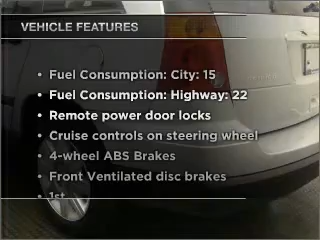 VEHICLE FEATURES
• Fuel Consumption: City: 15
• Fuel Consumption: Highway: 22
• Remote power door locks
• Cruise controls on steering wheel
• 4-wheel ABS Brakes
• Front Ventilated disc brakes
• 1st